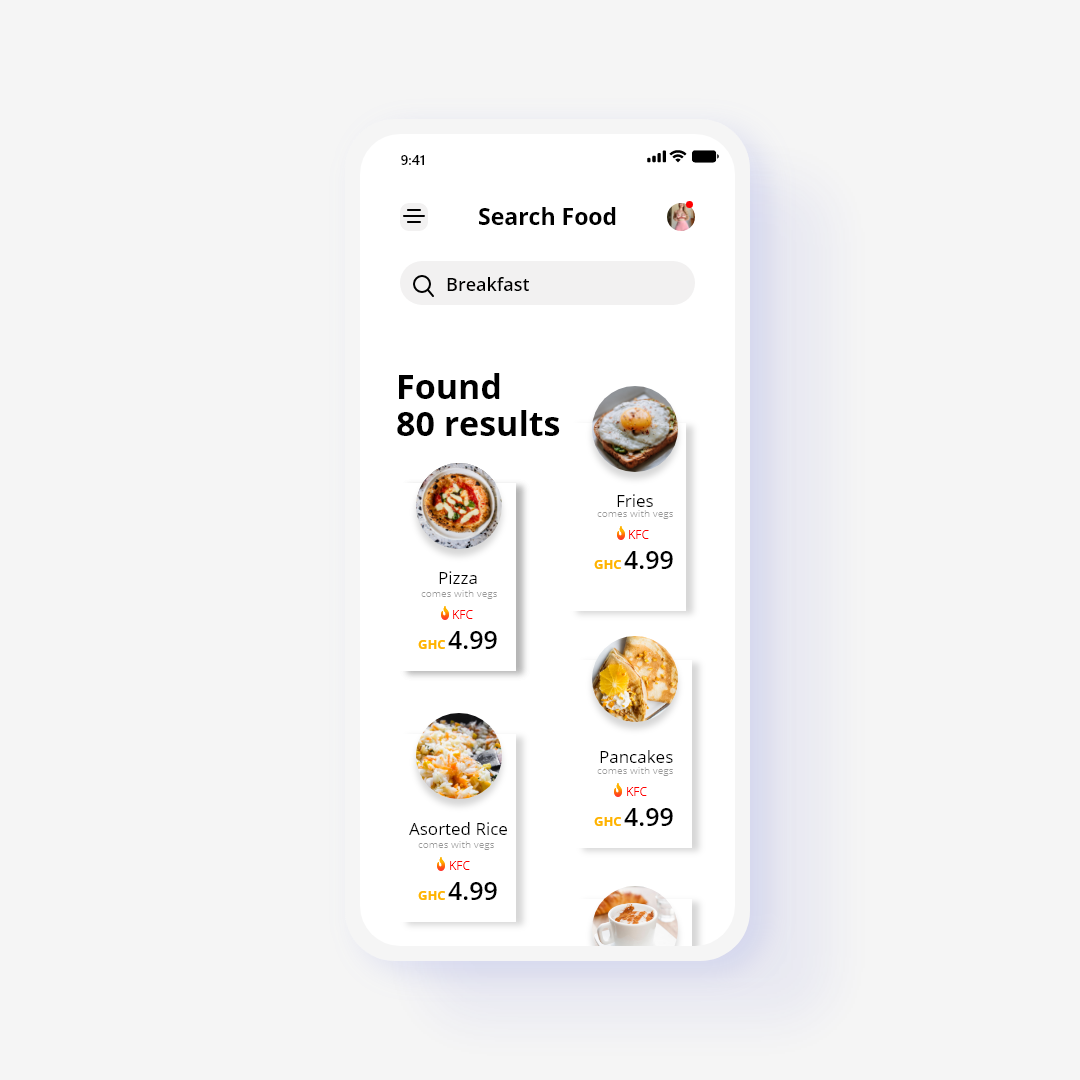 9:41
Search Food
Breakfast
Found
80 results
Pizza
comes with vegs
KFC
GHC 4.99
Fries
comes with vegs
KFC
GHC 4.99
Asorted Rice
comes with vegs
KFC
GHC 4.99
Pancakes
comes with vegs
KFC
GHC 4.99